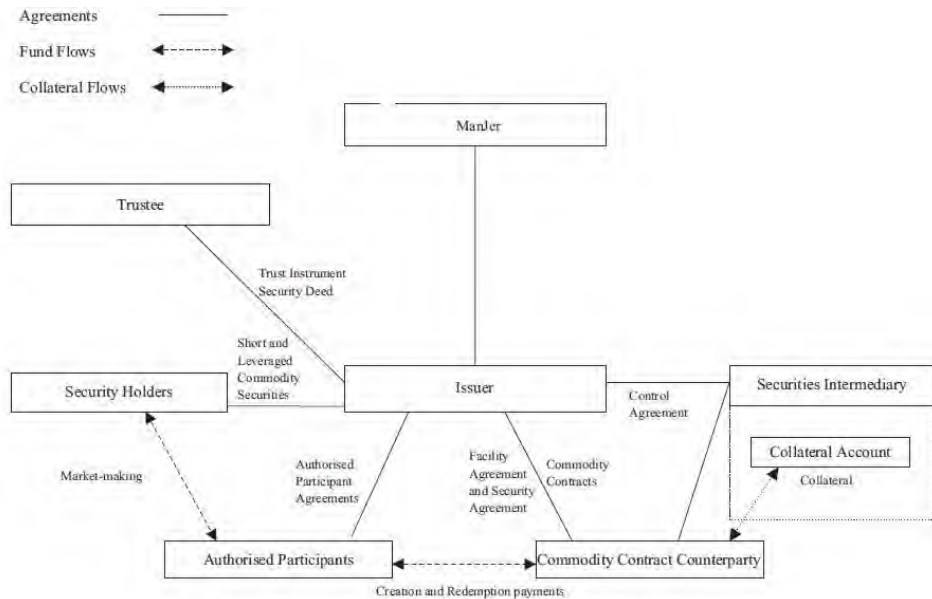 Agreements
Fund Flows
Collateral Flows
ManJer
Trustee
Trust Instrument
Security Deed
Short and
Leveraged
Commodity
Securities
Security Holders
Issuer
Securities Intermediary
Control
Agreement
Collateral Account
Collateral
Market-making
Authorised
Participant
Agreements
Facility
Agreement
and Security
Agreement
Commodity
Contracts
Authorised Participants
Commodity Contract Counterparty
Creation and Redemption payments